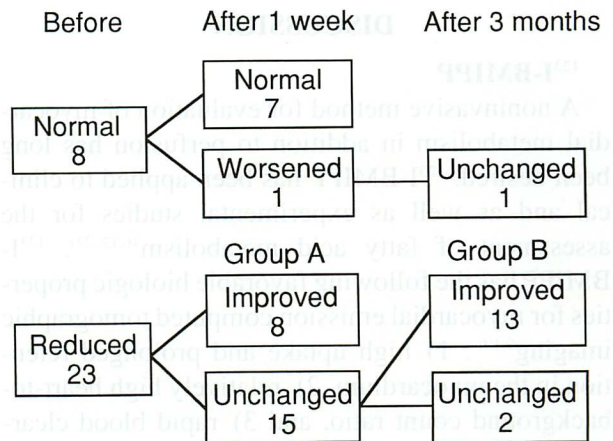 Before After 1 week After 3 months
Normal
7
Normal
8
Worsened
1
Unchanged
1
Group A
Group B
Improved
8
Improved
13
Reduced
23
Unchanged
15
Unchanged
2